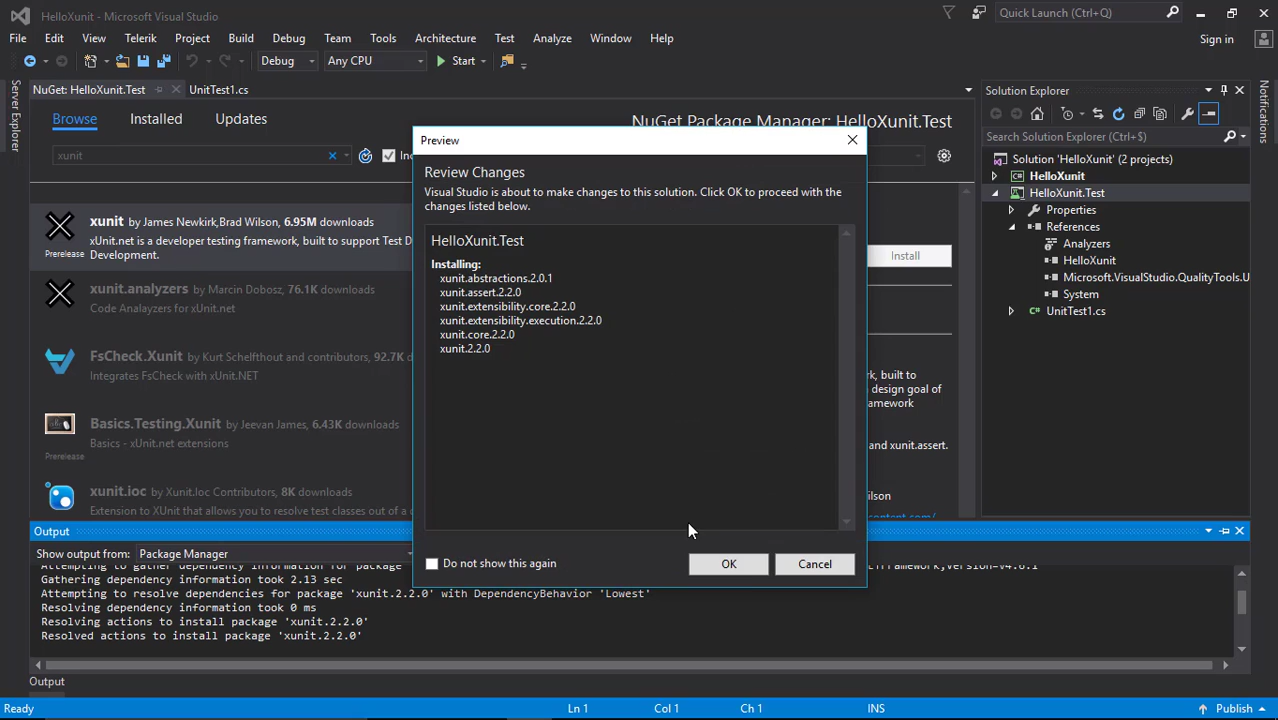 HelloXunit - Microsoft Visual Studio
Quick Launch (Ctrl+Q)
File Edit View Telerik Project Build Debug Team Tools Architecture Test Analyze Window Help
Sign in
Debug Any CPU Start
Server Explorer
NuGet: HelloXunit.Test UnitTest1.cs
Browse Installed Updates
NuGet Package Manager: HelloXunit.Test
xunit
xunit by James Newkirk,Brad Wilson, 6.95M downloads
xUnit.net is a developer testing framework, built to support Test D
Development.
Prerelease
xunit.analyzers by Marcin Dobosz, 76.1K downloads
Code Analyzers for xUnit.net
FsCheck.Xunit by Kurt Schelfthout and contributors, 92.7K
Integrates FsCheck with xUnit.NET
Basics.Testing.Xunit by Jeevan James, 6.43K downloads
Basics - xUnit.net extensions
Prerelease
xunit.ioc by Xunit.Ioc Contributors, 8K downloads
Extension to XUnit that allows you to resolve test classes out of a
Install
rk, built to
design goal of
amework
and xunit.assert.
ilson
content.com/
Preview
Review Changes
Visual Studio is about to make changes to this solution. Click OK to proceed with the
changes listed below.
HelloXunit.Test
Installing:
xunit.abstractions.2.0.1
xunit.assert.2.2.0
xunit.extensibility.core.2.2.0
xunit.extensibility.execution.2.2.0
xunit.core.2.2.0
xunit.2.2.0
Do not show this again
OK Cancel
Solution Explorer
Search Solution Explorer (Ctrl+$)
Solution 'HelloXunit' (2 projects)
HelloXunit
HelloXunit.Test
Properties
References
Analyzers
HelloXunit
Microsoft.VisualStudio.QualityTools.U
System
UnitTest1.cs
Notifications
Output
Show output from: Package Manager
Attempting to gather dependency information for package
Gathering dependency information took 2.13 sec
Attempting to resolve dependencies for package 'xunit.2.2.0' with DependencyBehavior 'Lowest'
Resolving dependency information took 0 ms
Resolving actions to install package 'xunit.2.2.0'
Resolved actions to install package 'xunit.2.2.0'
Output
Ready Ln 1 Col 1 Ch 1 INS Publish